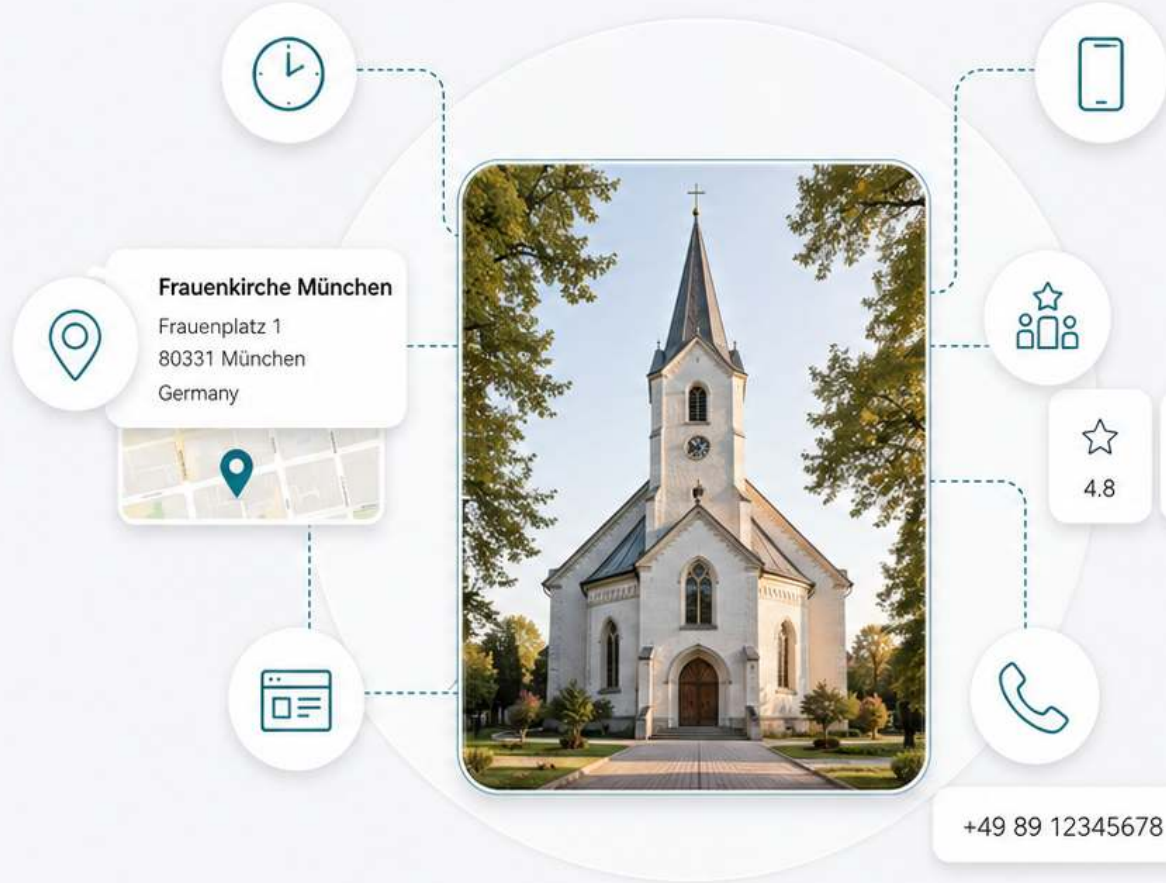 Frauenkirche München
Frauenplatz 1
80331 München
Germany
4.8
+49 89 12345678